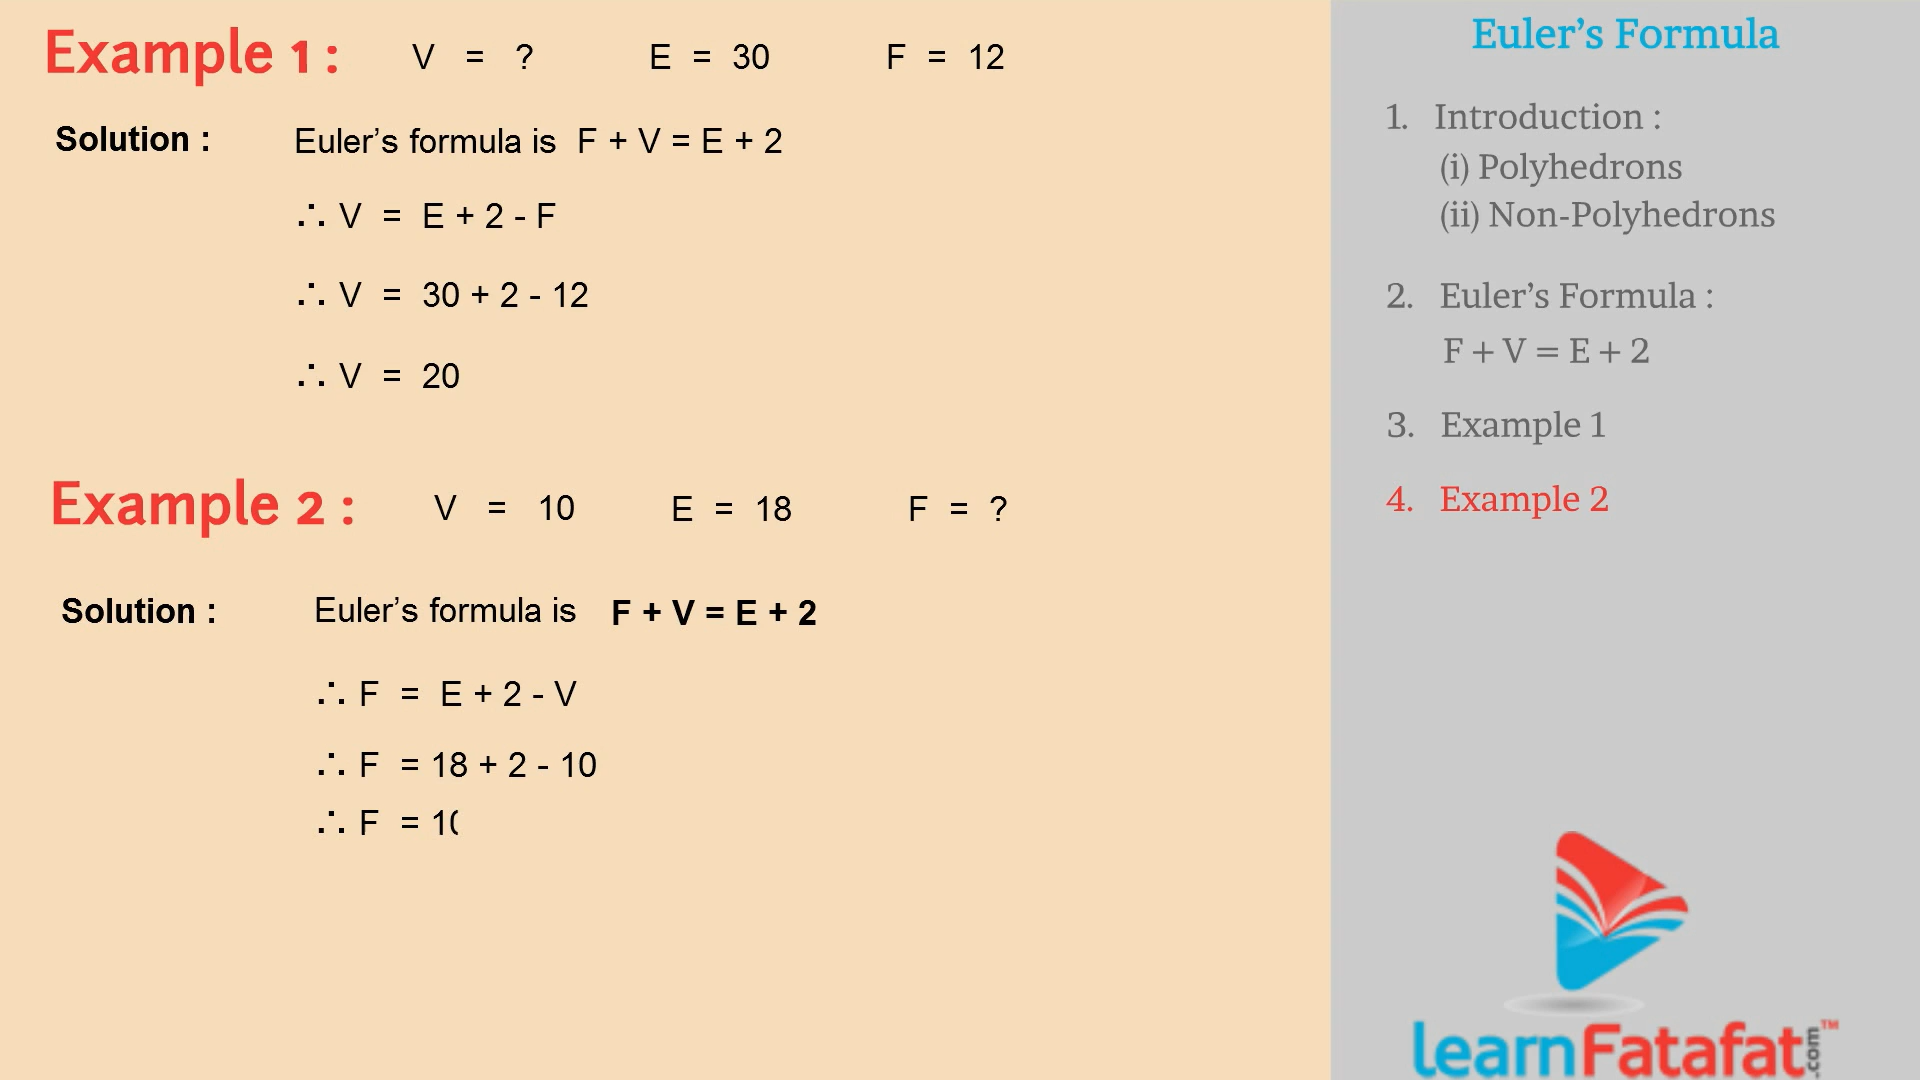 Example 1 : V = ? E = 30 F = 12
Solution : Euler’s formula is F + V = E + 2
∴ V = E + 2 - F
∴ V = 30 + 2 - 12
∴ V = 20
Example 2 : V = 10 E = 18 F = ?
Solution : Euler’s formula is F + V = E + 2
∴ F = E + 2 - V
∴ F = 18 + 2 - 10
∴ F = 10
Euler’s Formula
1. Introduction :
(i) Polyhedrons
(ii) Non-Polyhedrons
2. Euler’s Formula :
F + V = E + 2
3. Example 1
4. Example 2
learnFatafat.com™